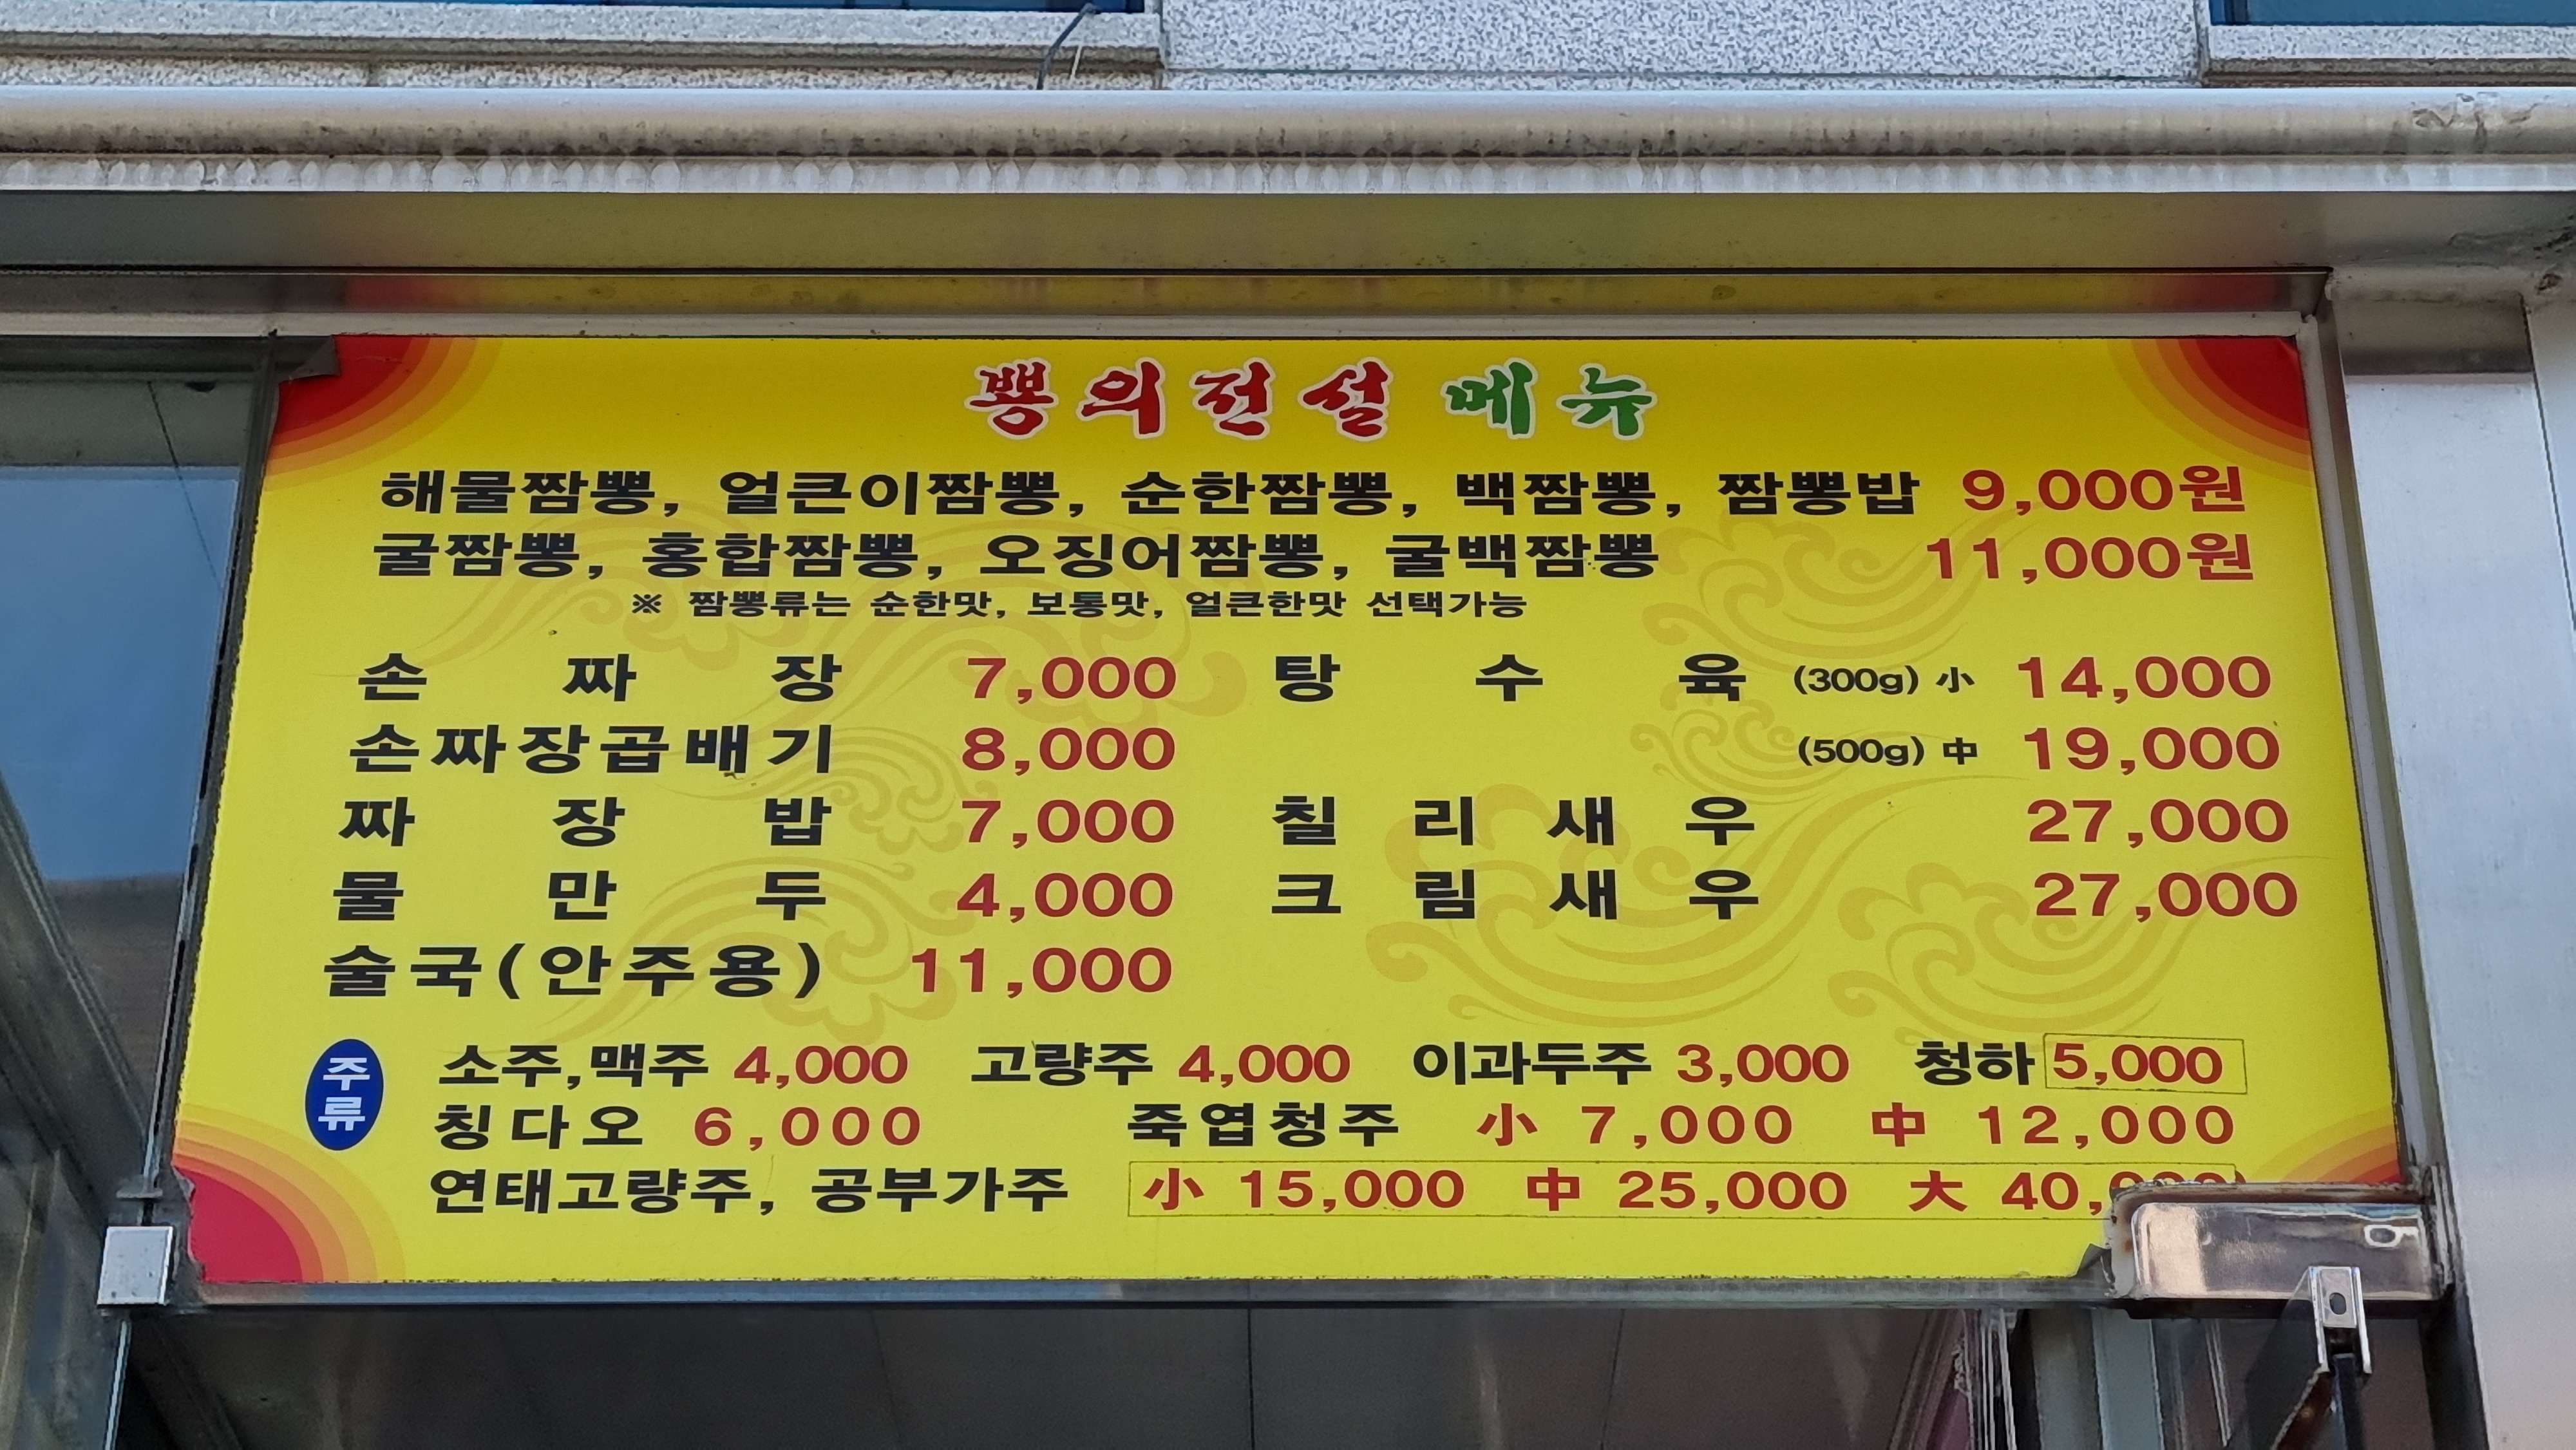 뽕의전설 메뉴
해물짬뽕, 얼큰이짬뽕, 순한짬뽕, 백짬뽕, 짬뽕밥 9,000원
굴짬뽕, 홍합짬뽕, 오징어짬뽕, 굴백짬뽕 11,000원
※ 짬뽕류는 순한맛, 보통맛, 얼큰한맛 선택가능
손짜장 7,000 탕수육 (300g) 小 14,000
손짜장곱배기 8,000 (500g) 中 19,000
짜장밥 7,000 칠리새우 27,000
물만두 4,000 크림새우 27,000
술국(안주용) 11,000
주류
소주,맥주 4,000 고량주 4,000 이과두주 3,000 청하 5,000
칭다오 6,000 죽엽청주 小 7,000 中 12,000
연태고량주, 공부가주 小 15,000 中 25,000 大 40,000